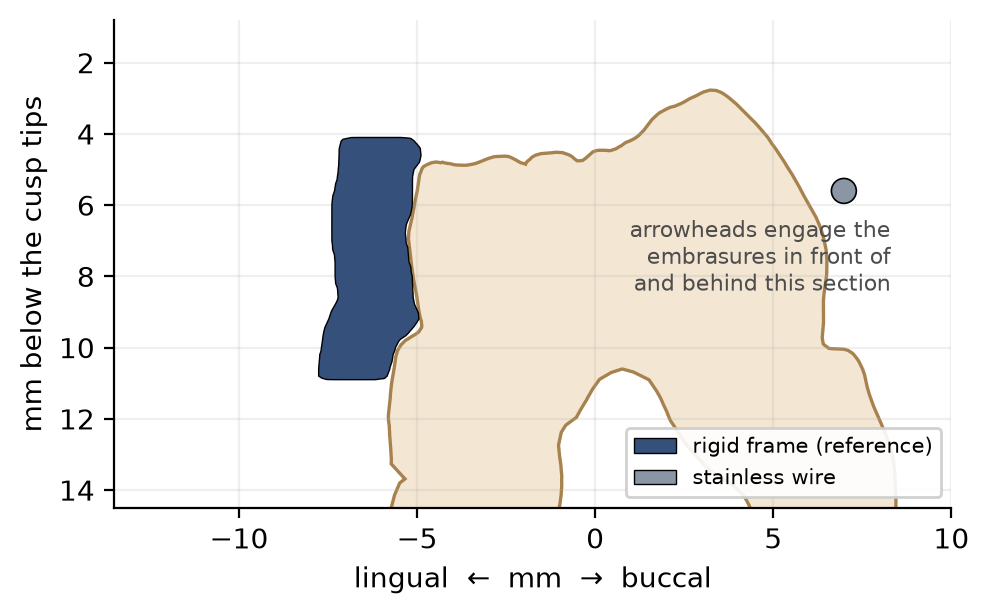 mm below the cusp tips
2
4
6
8
10
12
14
arrowheads engage the
embrasures in front of
and behind this section
rigid frame (reference)
stainless wire
−10
−5
0
5
10
lingual ← mm → buccal